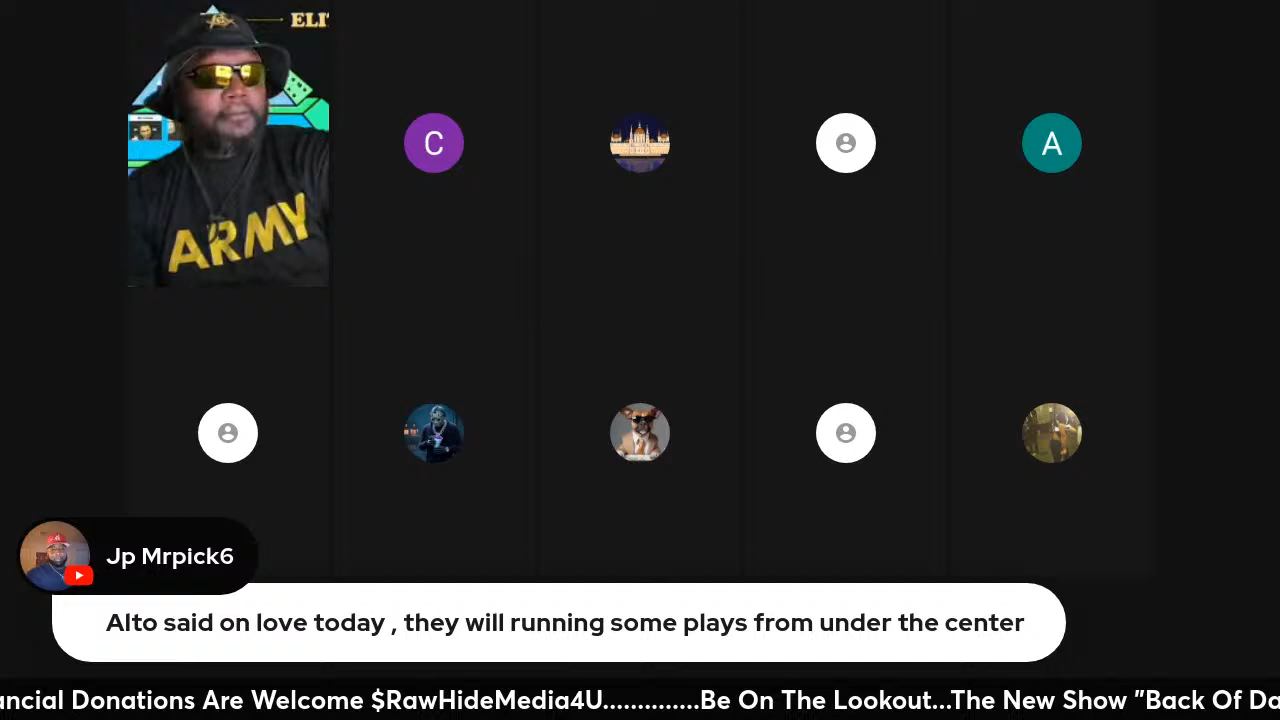 ELI
ARMY
C
A
Jp Mrpick6
Alto said on love today , they will running some plays from under the center
ancial Donations Are Welcome $RawHideMedia4U..............Be On The Lookout...The New Show "Back Of Da